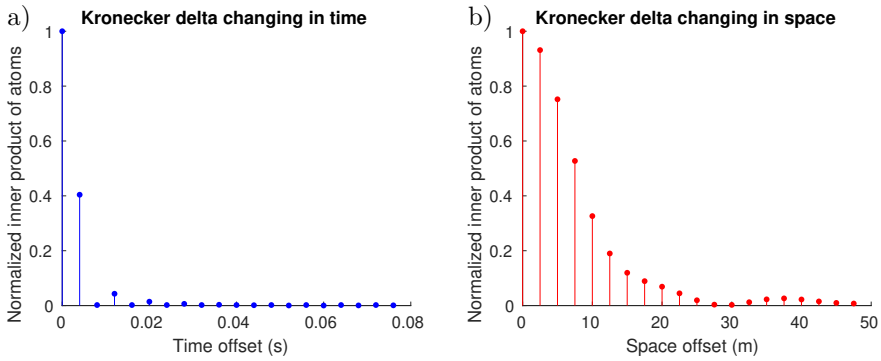 a)
Kronecker delta changing in time
Normalized inner product of atoms
1
0.8
0.6
0.4
0.2
0
0
0.02
0.04
0.06
0.08
Time offset (s)
b)
Kronecker delta changing in space
Normalized inner product of atoms
1
0.8
0.6
0.4
0.2
0
0
10
20
30
40
50
Space offset (m)